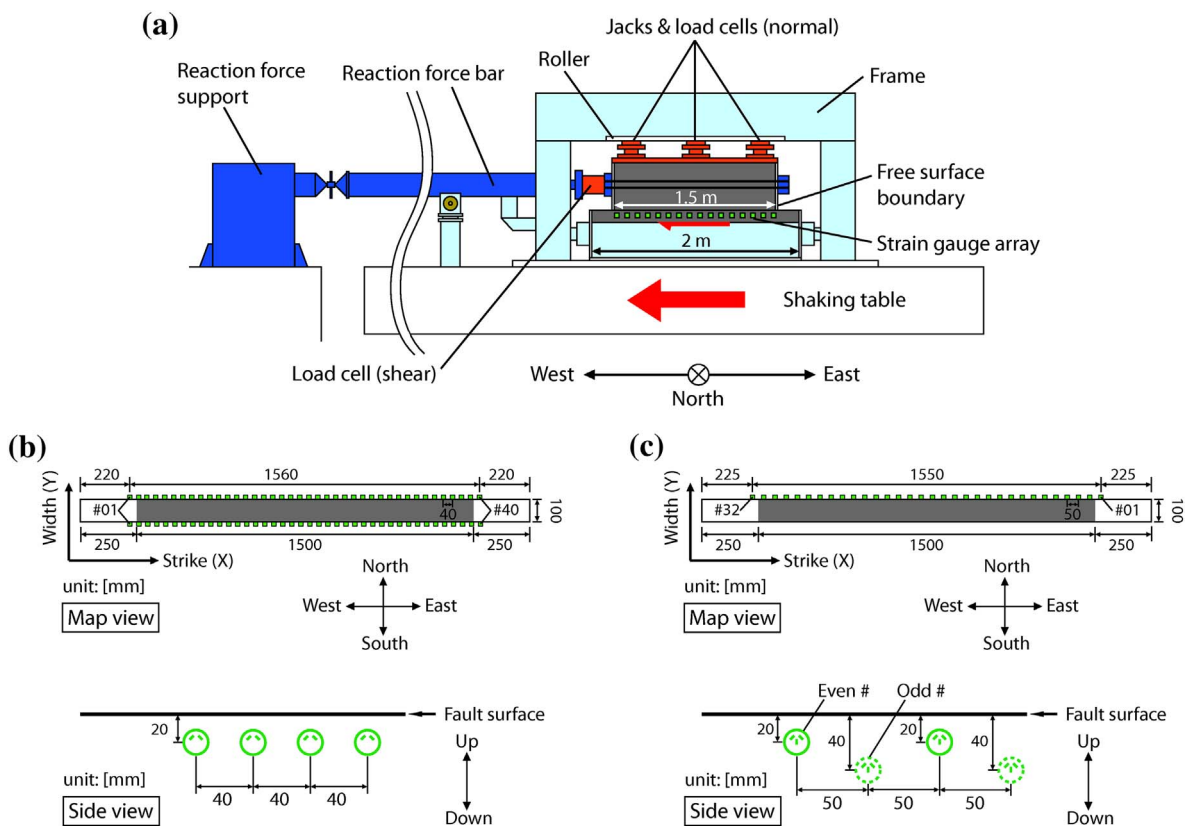 (a)
Jacks & load cells (normal)
Roller
Reaction force
support
Reaction force bar
Frame
Free surface
boundary
1.5 m
Strain gauge array
2 m
Shaking table
Load cell (shear)
West
East
North
(b)
220
1560
220
Width (Y)
#01
40
#40
100
250
1500
250
Strike (X)
unit: [mm]
Map view
North
West
East
South
20
Fault surface
Up
unit: [mm]
40
40
40
Side view
Down
(c)
225
1550
225
Width (Y)
#32
50
#01
100
250
1500
250
Strike (X)
unit: [mm]
Map view
North
West
East
South
Even #
Odd #
20
40
20
40
Fault surface
Up
unit: [mm]
50
50
50
Side view
Down